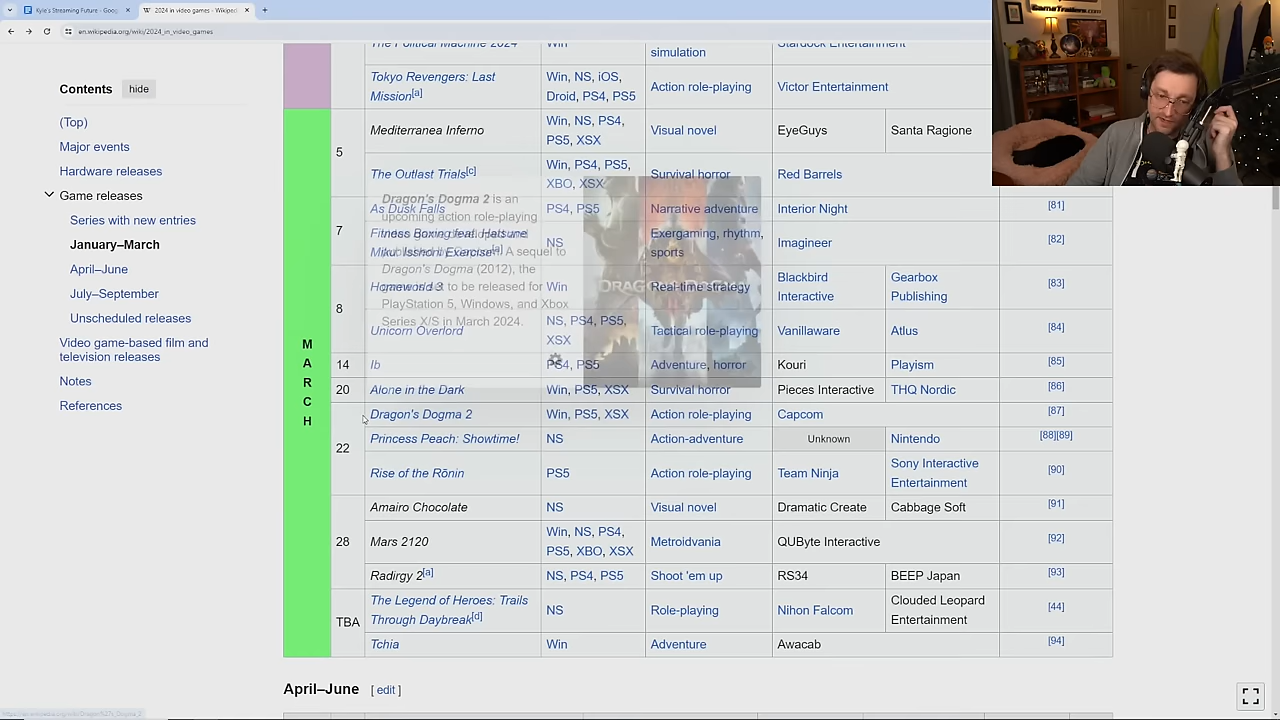 Kyle's Streaming Future - Goog
2024 in video games - Wikiped
en.wikipedia.org/wiki/2024_in_video_games
GameTrailers.com
Contents
hide
(Top)
Major events
Hardware releases
Game releases
Series with new entries
January–March
April–June
July–September
Unscheduled releases
Video game-based film and
television releases
Notes
References
The Political Machine 2024
Win
simulation
Stardock Entertainment
Tokyo Revengers: Last
Mission[a]
Win, NS, iOS,
Droid, PS4, PS5
Action role-playing
Victor Entertainment
MARCH
5
Mediterranea Inferno
Win, NS, PS4,
PS5, XSX
Visual novel
EyeGuys
Santa Ragione
The Outlast Trials[c]
Win, PS4, PS5,
XBO, XSX
Survival horror
Red Barrels
7
As Dusk Falls
PS4, PS5
Narrative adventure
Interior Night
[81]
Fitness Boxing feat. Hatsune
Miku: Isshoni Exercise[a]
NS
Exergaming, rhythm,
sports
Imagineer
[82]
8
Homeworld 3
Win
Real-time strategy
Blackbird
Interactive
Gearbox
Publishing
[83]
Unicorn Overlord
NS, PS4, PS5,
XSX
Tactical role-playing
Vanillaware
Atlus
[84]
14
Ib
PS4, PS5
Adventure, horror
Kouri
Playism
[85]
20
Alone in the Dark
Win, PS5, XSX
Survival horror
Pieces Interactive
THQ Nordic
[86]
22
Dragon's Dogma 2
Win, PS5, XSX
Action role-playing
Capcom
[87]
Princess Peach: Showtime!
NS
Action-adventure
Unknown
Nintendo
[88][89]
Rise of the Rōnin
PS5
Action role-playing
Team Ninja
Sony Interactive
Entertainment
[90]
28
Amairo Chocolate
NS
Visual novel
Dramatic Create
Cabbage Soft
[91]
Mars 2120
Win, NS, PS4,
PS5, XBO, XSX
Metroidvania
QUByte Interactive
[92]
Radirgy 2[a]
NS, PS4, PS5
Shoot 'em up
RS34
BEEP Japan
[93]
TBA
The Legend of Heroes: Trails
Through Daybreak[d]
NS
Role-playing
Nihon Falcom
Clouded Leopard
Entertainment
[44]
Tchia
Win
Adventure
Awacab
[94]
Dragon's Dogma 2 is an
upcoming action role-playing
A sequel to
Dragon's Dogma (2012), the
game is set to be released for
PlayStation 5, Windows, and Xbox
Series X/S in March 2024.
April–June [ edit ]